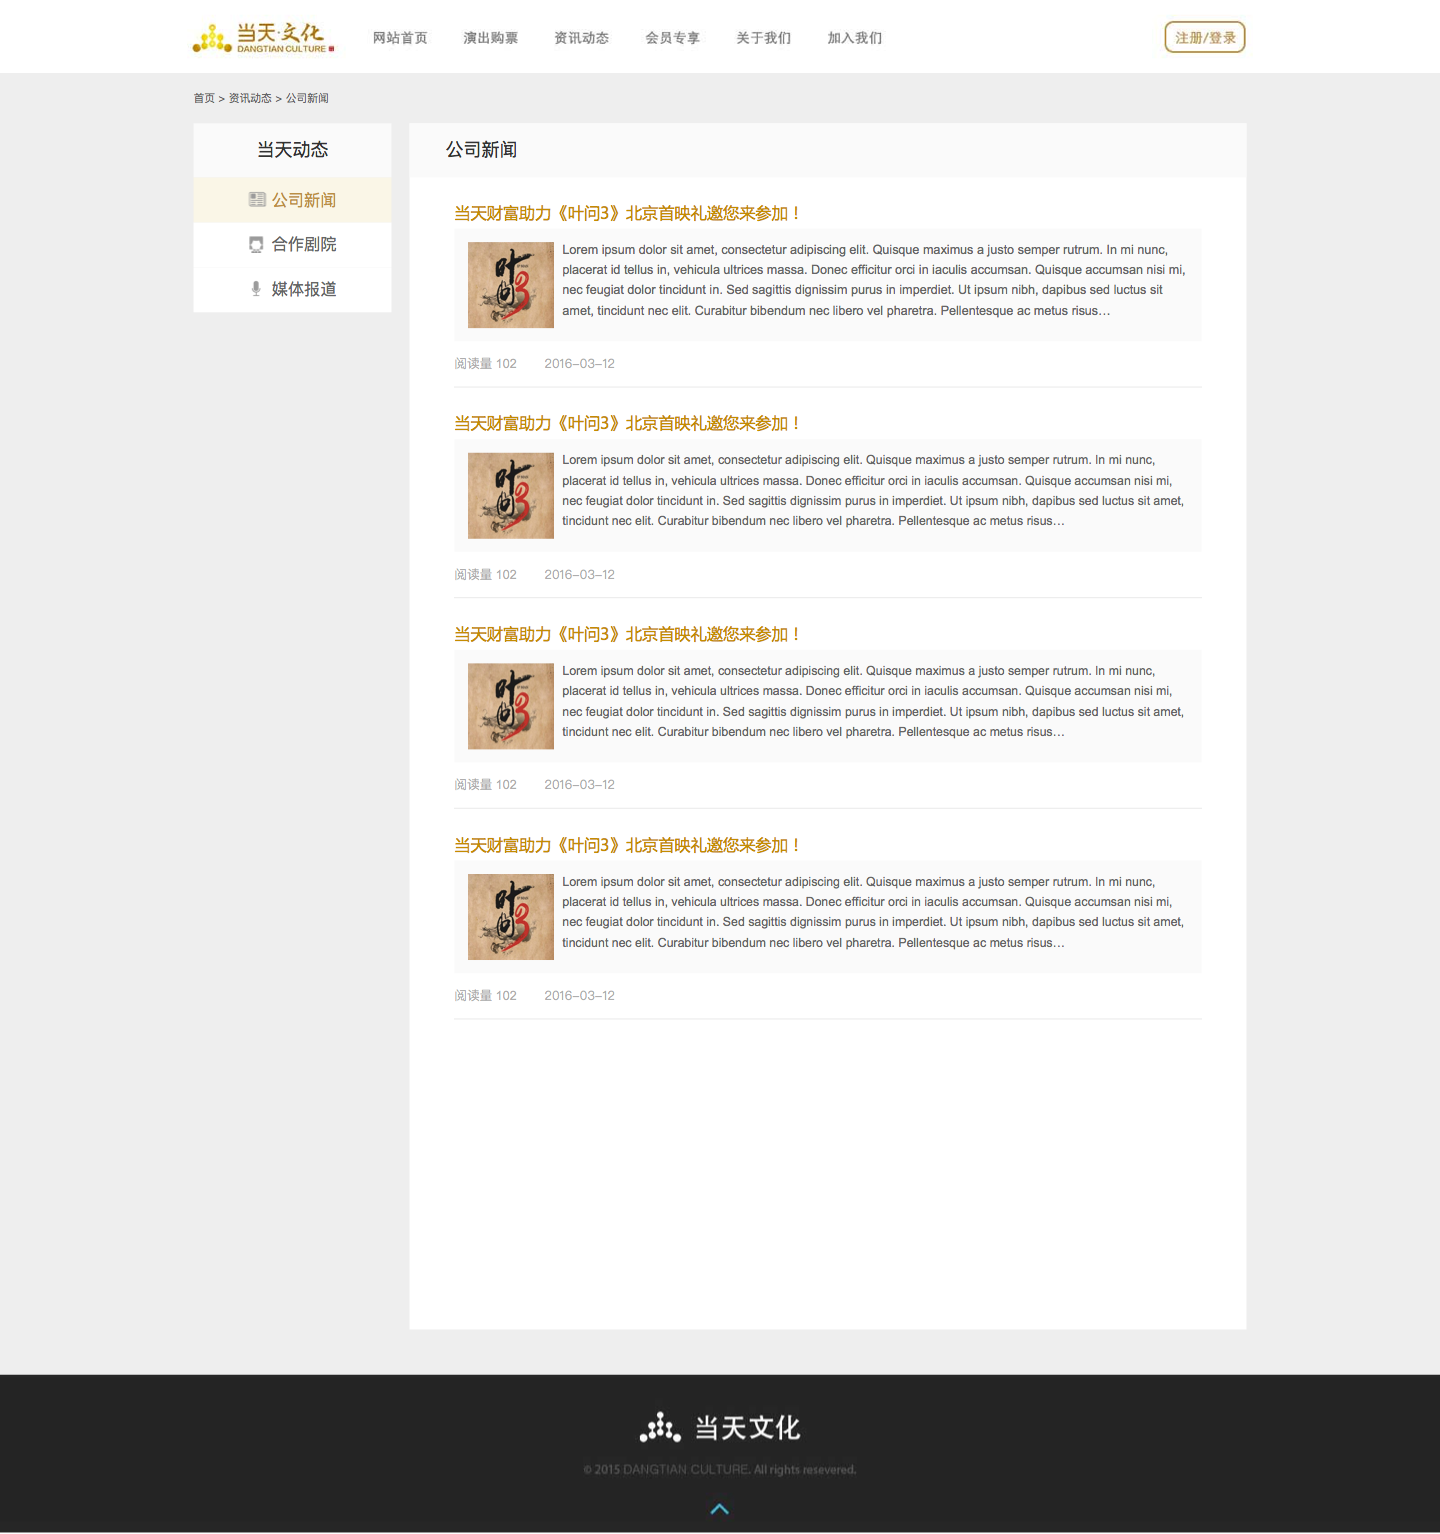 当天·文化
DANGTIAN CULTURE
网站首页 演出购票 资讯动态 会员专享 关于我们 加入我们 注册/登录
首页 > 资讯动态 > 公司新闻
当天动态
公司新闻
合作剧院
媒体报道
公司新闻
当天财富助力《叶问3》北京首映礼邀您来参加！
叶问3
Lorem ipsum dolor sit amet, consectetur adipiscing elit. Quisque maximus a justo semper rutrum. In mi nunc,
placerat id tellus in, vehicula ultrices massa. Donec efficitur orci in iaculis accumsan. Quisque accumsan nisi mi,
nec feugiat dolor tincidunt in. Sed sagittis dignissim purus in imperdiet. Ut ipsum nibh, dapibus sed luctus sit
amet, tincidunt nec elit. Curabitur bibendum nec libero vel pharetra. Pellentesque ac metus risus…
阅读量 102 2016-03-12
当天财富助力《叶问3》北京首映礼邀您来参加！
叶问3
Lorem ipsum dolor sit amet, consectetur adipiscing elit. Quisque maximus a justo semper rutrum. In mi nunc,
placerat id tellus in, vehicula ultrices massa. Donec efficitur orci in iaculis accumsan. Quisque accumsan nisi mi,
nec feugiat dolor tincidunt in. Sed sagittis dignissim purus in imperdiet. Ut ipsum nibh, dapibus sed luctus sit amet,
tincidunt nec elit. Curabitur bibendum nec libero vel pharetra. Pellentesque ac metus risus…
阅读量 102 2016-03-12
当天财富助力《叶问3》北京首映礼邀您来参加！
叶问3
Lorem ipsum dolor sit amet, consectetur adipiscing elit. Quisque maximus a justo semper rutrum. In mi nunc,
placerat id tellus in, vehicula ultrices massa. Donec efficitur orci in iaculis accumsan. Quisque accumsan nisi mi,
nec feugiat dolor tincidunt in. Sed sagittis dignissim purus in imperdiet. Ut ipsum nibh, dapibus sed luctus sit amet,
tincidunt nec elit. Curabitur bibendum nec libero vel pharetra. Pellentesque ac metus risus…
阅读量 102 2016-03-12
当天财富助力《叶问3》北京首映礼邀您来参加！
叶问3
Lorem ipsum dolor sit amet, consectetur adipiscing elit. Quisque maximus a justo semper rutrum. In mi nunc,
placerat id tellus in, vehicula ultrices massa. Donec efficitur orci in iaculis accumsan. Quisque accumsan nisi mi,
nec feugiat dolor tincidunt in. Sed sagittis dignissim purus in imperdiet. Ut ipsum nibh, dapibus sed luctus sit amet,
tincidunt nec elit. Curabitur bibendum nec libero vel pharetra. Pellentesque ac metus risus…
阅读量 102 2016-03-12
当天文化
© 2015 DANGTIAN CULTURE. All rights resevered.